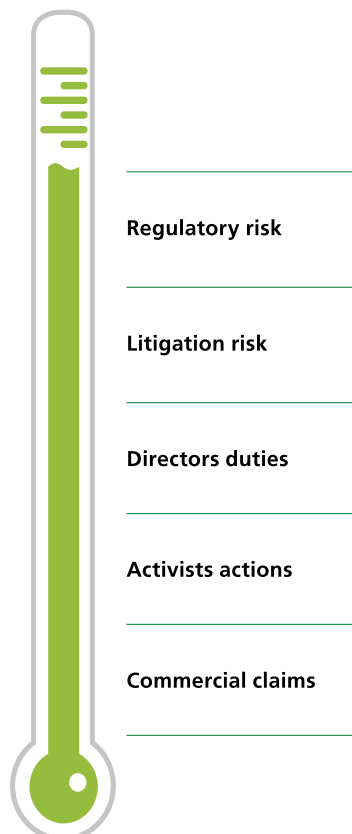 Regulatory risk
Litigation risk
Directors duties
Activists actions
Commercial claims